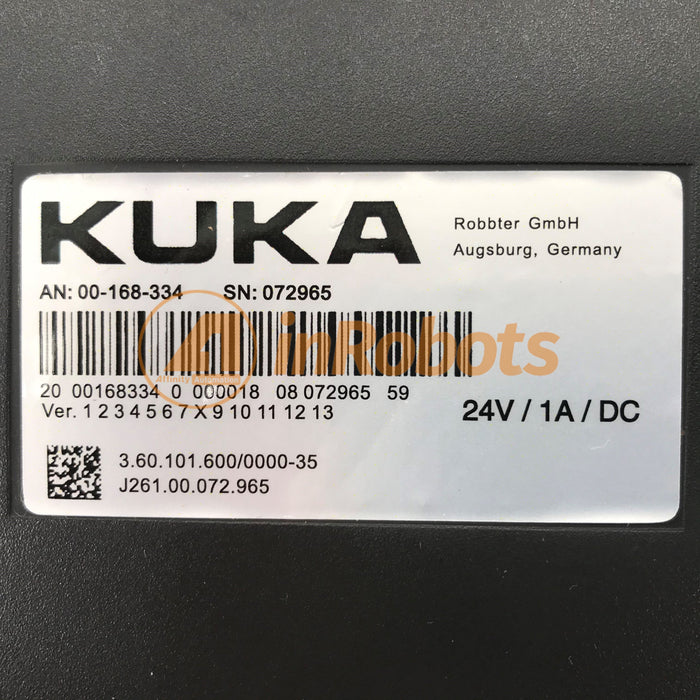 KUKA
Robbter GmbH
Augsburg, Germany
AN: 00-168-334 SN: 072965
inRobots
Affinity Automation
20 00168334 0 000018 08 072965 59
Ver. 1 2 3 4 5 6 7 X 9 10 11 12 13
24V / 1A / DC
3.60.101.600/0000-35
J261.00.072.965